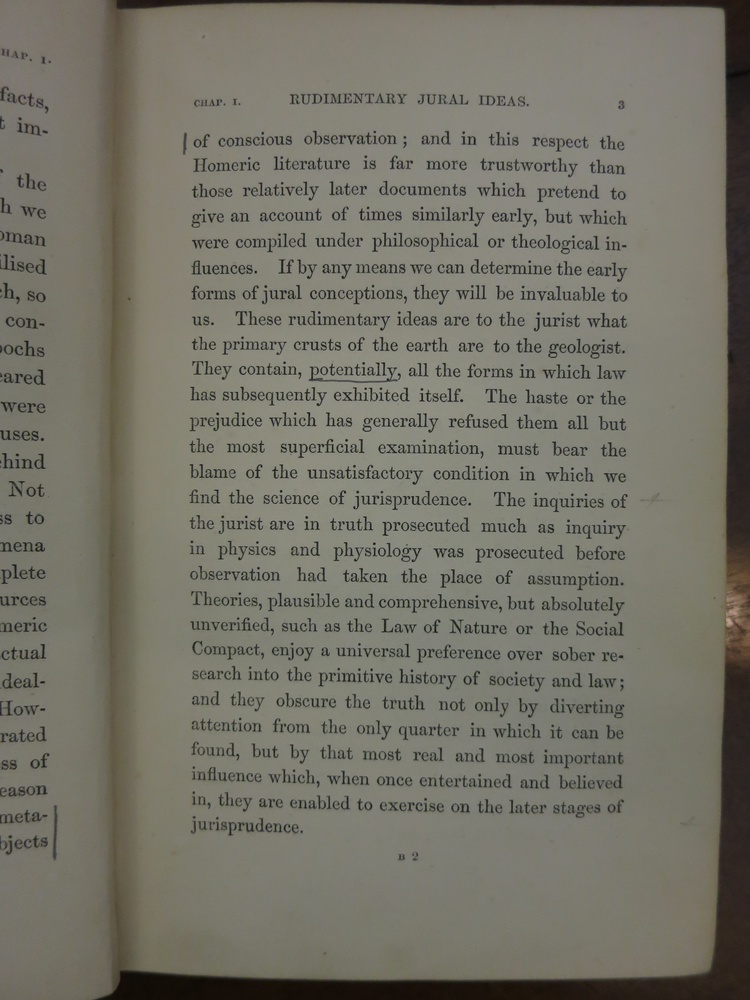 HAP. I.
facts,
t im-
the
h we
oman
ilised
ch, so
con-
pochs
eared
were
uses.
hind
Not
ss to
mena
plete
urces
meric
ctual
deal-
How-
rated
ss of
eason
meta-
bjects
CHAP. I. RUDIMENTARY JURAL IDEAS. 3
of conscious observation; and in this respect the
Homeric literature is far more trustworthy than
those relatively later documents which pretend to
give an account of times similarly early, but which
were compiled under philosophical or theological in-
fluences. If by any means we can determine the early
forms of jural conceptions, they will be invaluable to
us. These rudimentary ideas are to the jurist what
the primary crusts of the earth are to the geologist.
They contain, potentially, all the forms in which law
has subsequently exhibited itself. The haste or the
prejudice which has generally refused them all but
the most superficial examination, must bear the
blame of the unsatisfactory condition in which we
find the science of jurisprudence. The inquiries of
the jurist are in truth prosecuted much as inquiry
in physics and physiology was prosecuted before
observation had taken the place of assumption.
Theories, plausible and comprehensive, but absolutely
unverified, such as the Law of Nature or the Social
Compact, enjoy a universal preference over sober re-
search into the primitive history of society and law;
and they obscure the truth not only by diverting
attention from the only quarter in which it can be
found, but by that most real and most important
influence which, when once entertained and believed
in, they are enabled to exercise on the later stages of
jurisprudence.
B 2